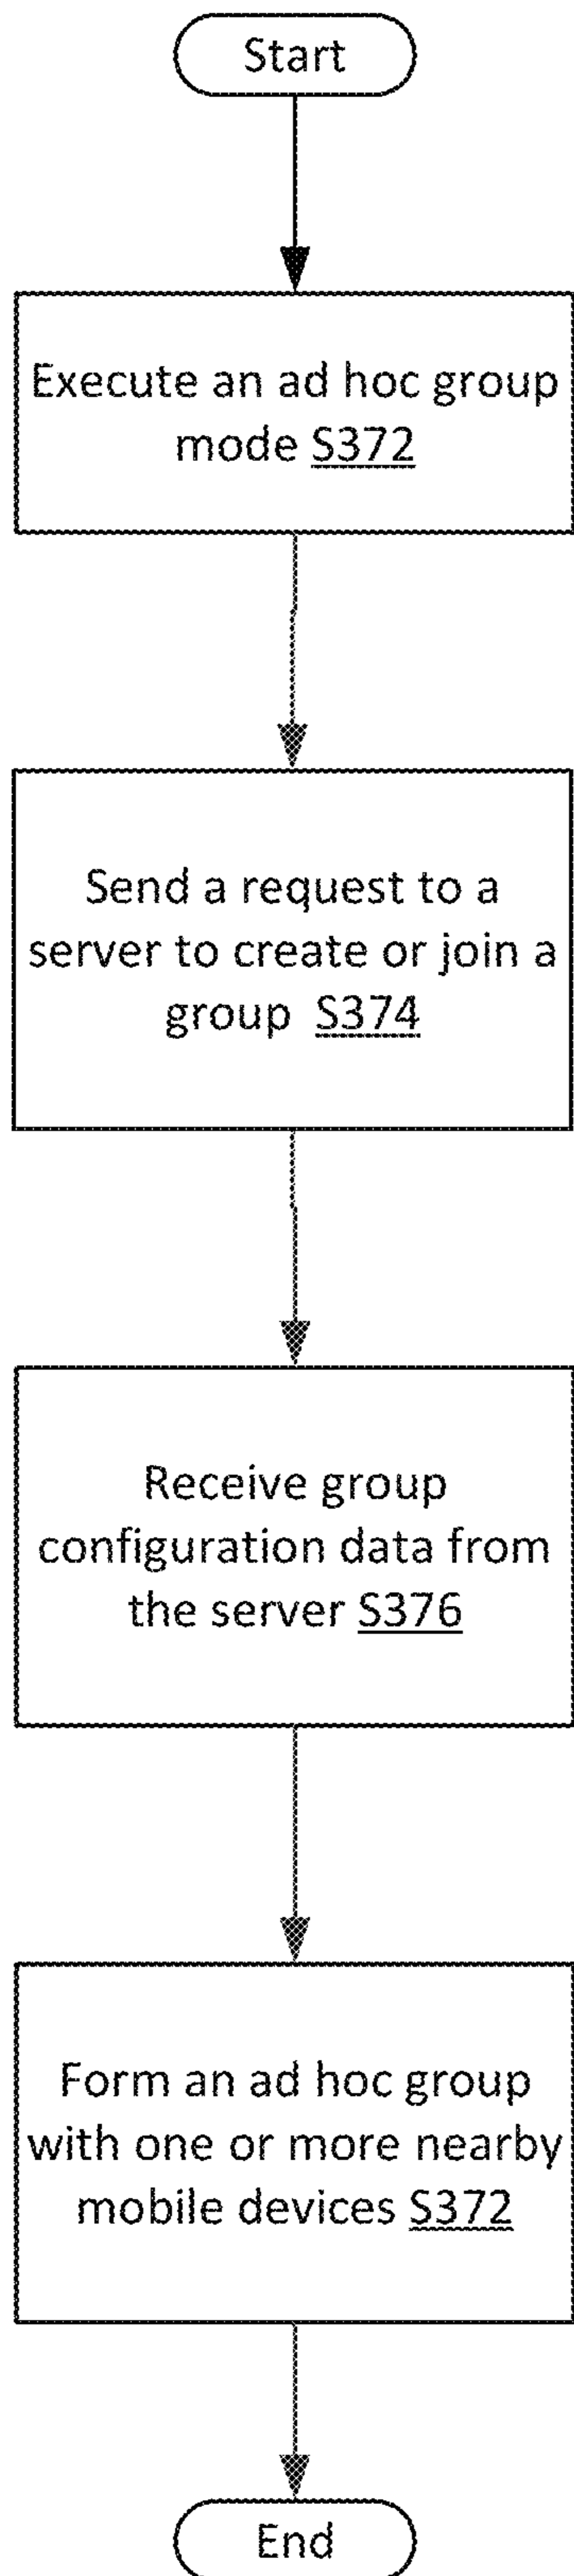 Start
Execute an ad hoc group
mode S372
Send a request to a
server to create or join a
group S374
Receive group
configuration data from
the server S376
Form an ad hoc group
with one or more nearby
mobile devices S372
End